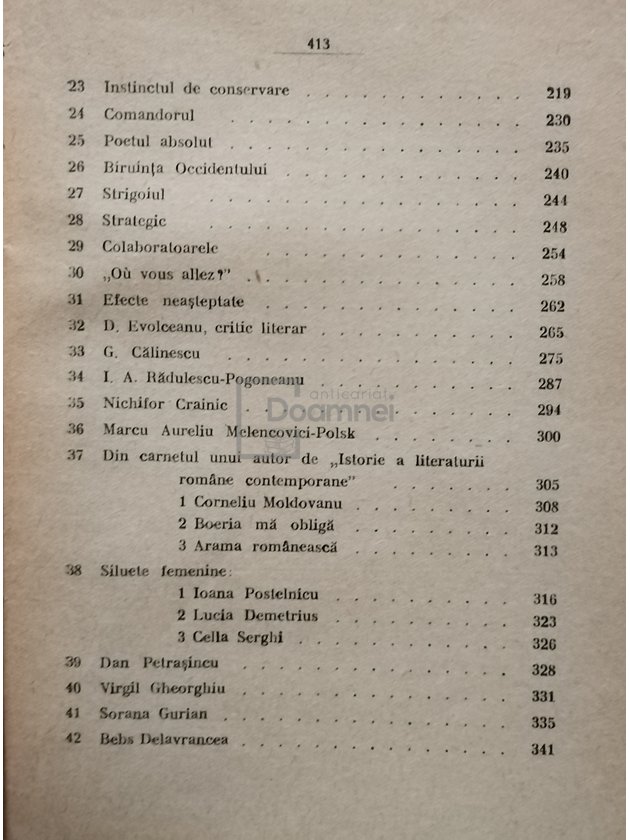 413
23 Instinctul de conservare . . . . . . . . . . . . 219
24 Comandorul . . . . . . . . . . . . 230
25 Poetul absolut . . . . . . . . . . . . 235
26 Biruința Occidentului . . . . . . . . . . . . 240
27 Strigoiul . . . . . . . . . . . . 244
28 Strategie . . . . . . . . . . . . 248
29 Colaboratoarele . . . . . . . . . . . . 254
30 „Où vous allez?” . . . . . . . . . . . . 258
31 Efecte neașteptate . . . . . . . . . . . . 262
32 D. Evolceanu, critic literar . . . . . . . . . . 265
33 G. Călinescu . . . . . . . . . . . . 275
34 I. A. Rădulescu-Pogoneanu . . . . . . . . . . 287
anticariat
Doamnei
35 Nichifor Crainic . . . . . . . . . . . . 294
36 Marcu Aureliu Melencovici-Polsk . . . . . . . . 300
37 Din carnetul unui autor de „Istorie a literaturii
române contemporane” . . . . . . 305
1 Corneliu Moldovanu . . . . . . . . 308
2 Boeria mă obligă . . . . . . . . 312
3 Arama românească . . . . . . . . 313
38 Siluete femenine:
1 Ioana Postelnicu . . . . . . . . 316
2 Lucia Demetrius . . . . . . . . 323
3 Cella Serghi . . . . . . . . . . 326
39 Dan Petrașincu . . . . . . . . . . . . 328
40 Virgil Gheorghiu . . . . . . . . . . . . 331
41 Sorana Gurian . . . . . . . . . . . . 335
42 Bebs Delavrancea . . . . . . . . . . . . 341